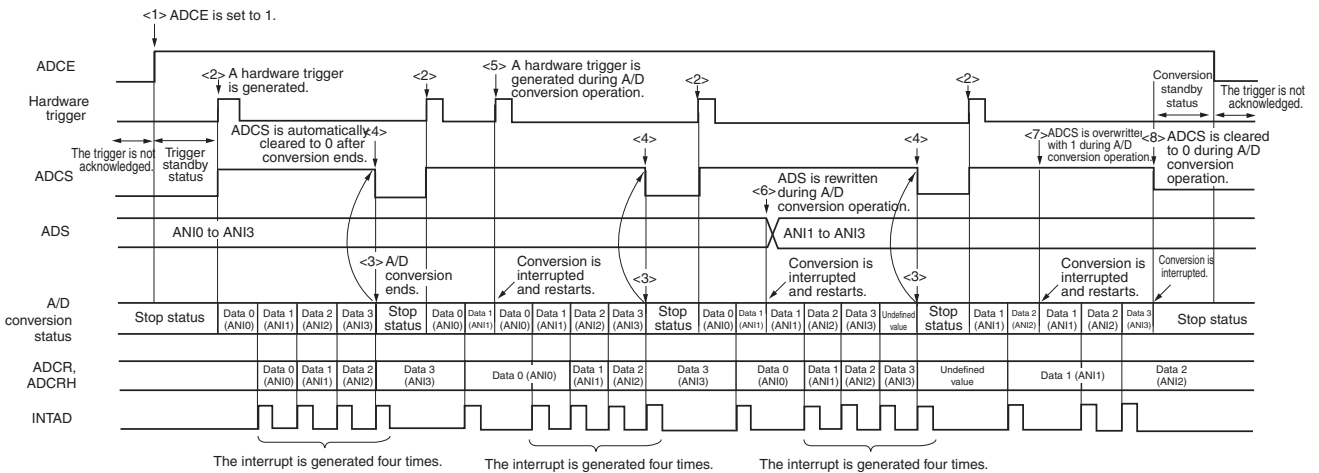 <1> ADCE is set to 1.
ADCE
<2> A hardware trigger
is generated.
<2>
<5> A hardware trigger is
generated during A/D
conversion operation.
<2>
<2>
Conversion
standby
status
The trigger is not
acknowledged.
Hardware
trigger
The trigger is not
acknowledged.
Trigger
standby
status
ADCS is automatically
cleared to 0 after
conversion ends.
<4>
<4>
<4>
<7> ADCS is overwritten
with 1 during A/D
conversion operation.
<8> ADCS is cleared
to 0 during A/D
conversion
operation.
ADCS
<6>
ADS is rewritten
during A/D
conversion operation.
ADS
ANI0 to ANI3
ANI1 to ANI3
<3> A/D
conversion
ends.
Conversion is
interrupted
and restarts.
<3>
Conversion is
interrupted
and restarts.
<3>
Conversion is
interrupted
and restarts.
Conversion is
interrupted.
A/D
conversion
status
Stop status
Data 0
(ANI0)
Data 1
(ANI1)
Data 2
(ANI2)
Data 3
(ANI3)
Stop
status
Data 0
(ANI0)
Data 1
(ANI1)
Data 0
(ANI0)
Data 1
(ANI1)
Data 2
(ANI2)
Data 3
(ANI3)
Stop
status
Data 0
(ANI0)
Data 1
(ANI1)
Data 1
(ANI1)
Data 2
(ANI2)
Data 3
(ANI3)
Undefined
value
Stop
status
Data 1
(ANI1)
Data 2
(ANI2)
Data 1
(ANI1)
Data 2
(ANI2)
Data 3
(ANI3)
Stop status
ADCR,
ADCRH
Data 0
(ANI0)
Data 1
(ANI1)
Data 2
(ANI2)
Data 3
(ANI3)
Data 0 (ANI0)
Data 1
(ANI1)
Data 2
(ANI2)
Data 3
(ANI3)
Data 0
(ANI0)
Data 1
(ANI1)
Data 2
(ANI2)
Data 3
(ANI3)
Undefined
value
Data 1 (ANI1)
Data 2
(ANI2)
INTAD
The interrupt is generated four times.
The interrupt is generated four times.
The interrupt is generated four times.